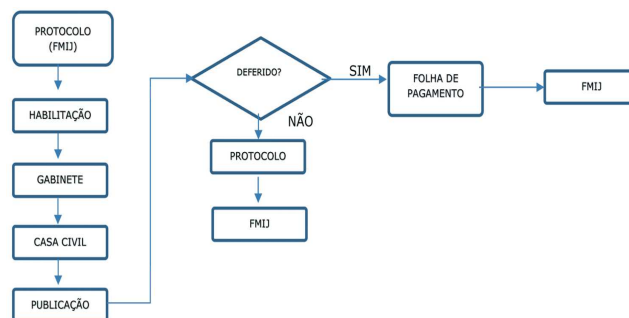 PROTOCOLO
(FMIJ)
HABILITAÇÃO
GABINETE
CASA CIVIL
PUBLICAÇÃO
DEFERIDO?
SIM
FOLHA DE
PAGAMENTO
FMIJ
NÃO
PROTOCOLO
FMIJ